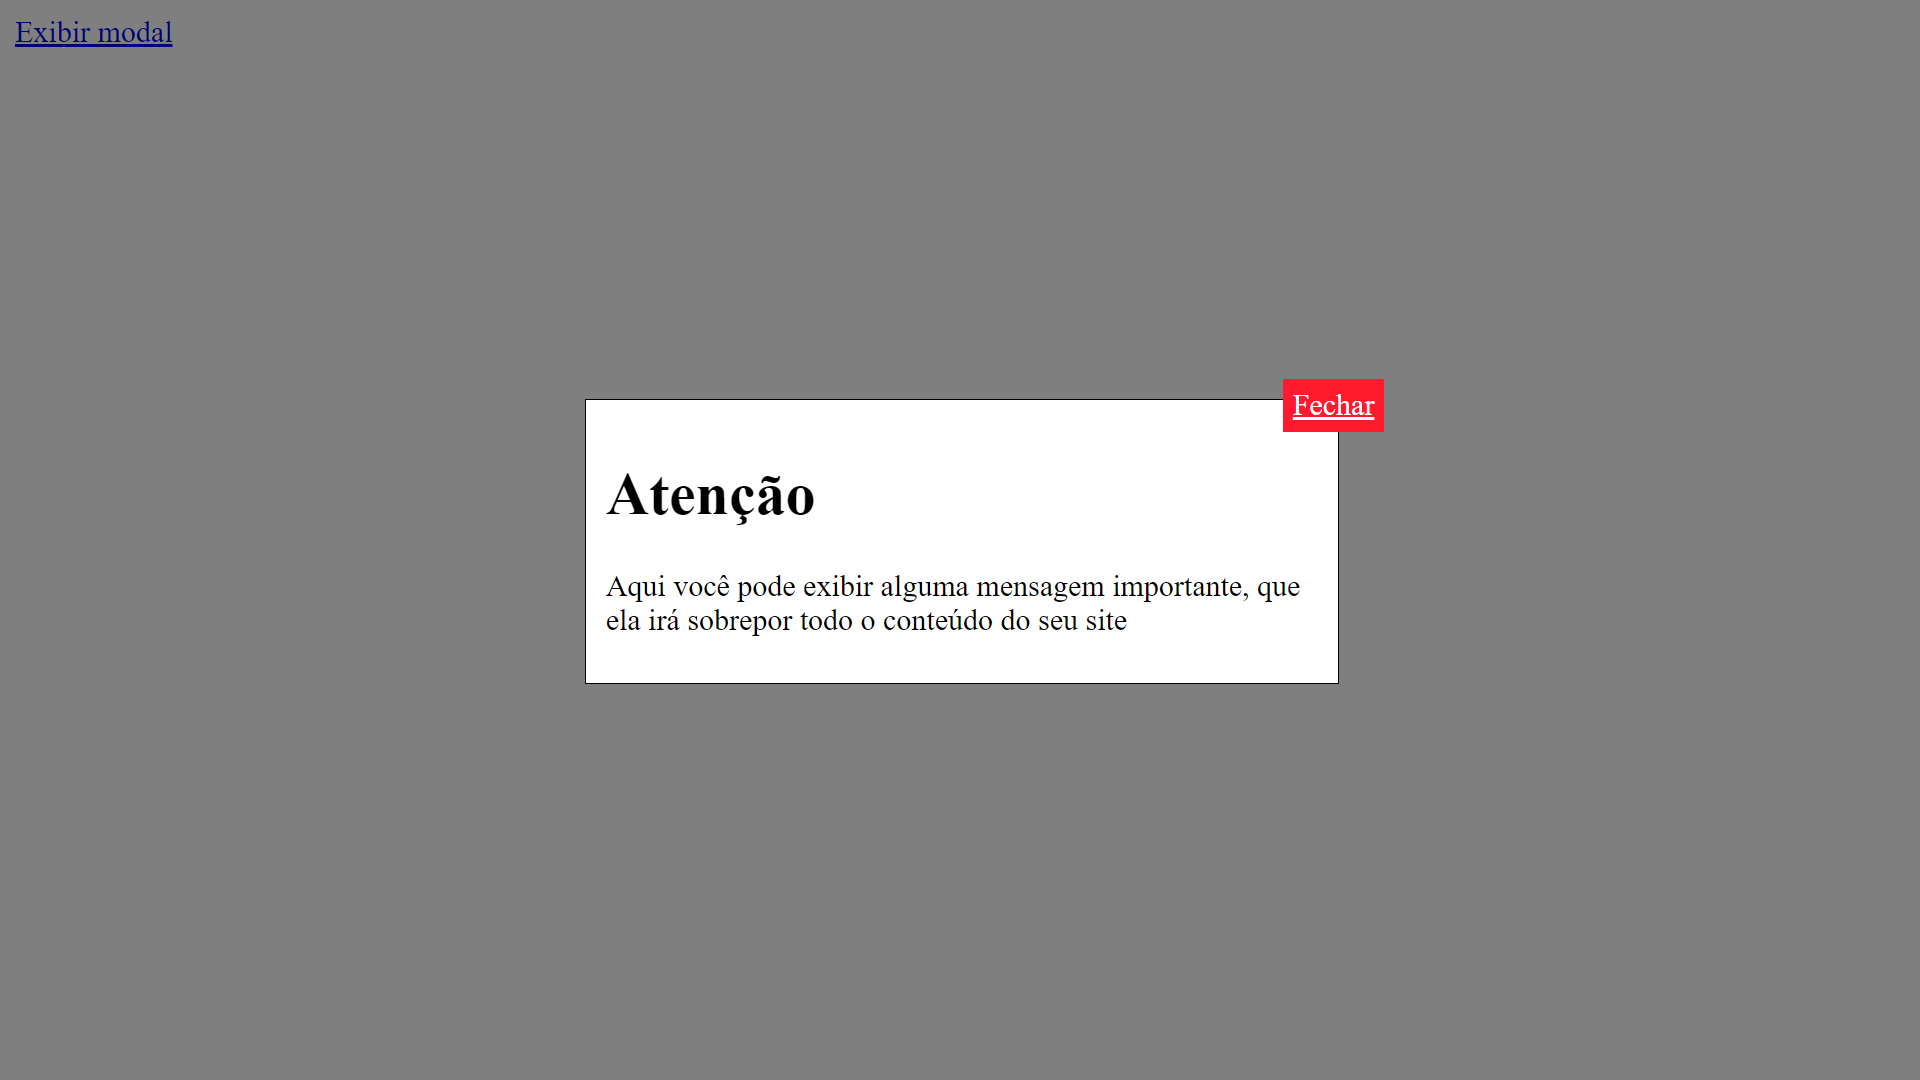 Exibir modal
Fechar
Atenção
Aqui você pode exibir alguma mensagem importante, que
ela irá sobrepor todo o conteúdo do seu site